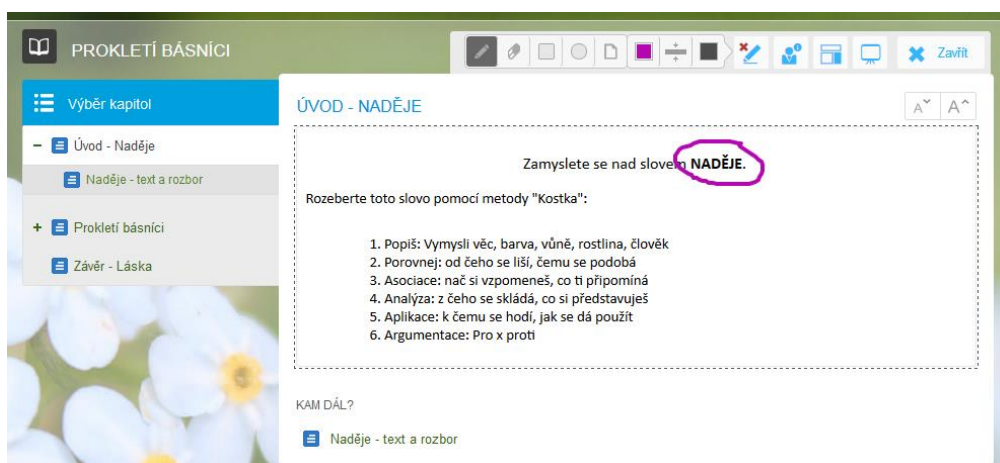 PROKLETÍ BÁSNÍCI
Zavřít
Výběr kapitol
Úvod - Naděje
Naděje - text a rozbor
Prokletí básníci
Závěr - Láska
ÚVOD - NADĚJE
A A
Zamyslete se nad slovem NADĚJE.
Rozeberte toto slovo pomocí metody "Kostka":
1. Popiš: Vymysli věc, barva, vůně, rostlina, člověk
2. Porovnej: od čeho se liší, čemu se podobá
3. Asociace: nač si vzpomeneš, co ti připomíná
4. Analýza: z čeho se skládá, co si představuješ
5. Aplikace: k čemu se hodí, jak se dá použít
6. Argumentace: Pro x proti
KAM DÁL?
Naděje - text a rozbor